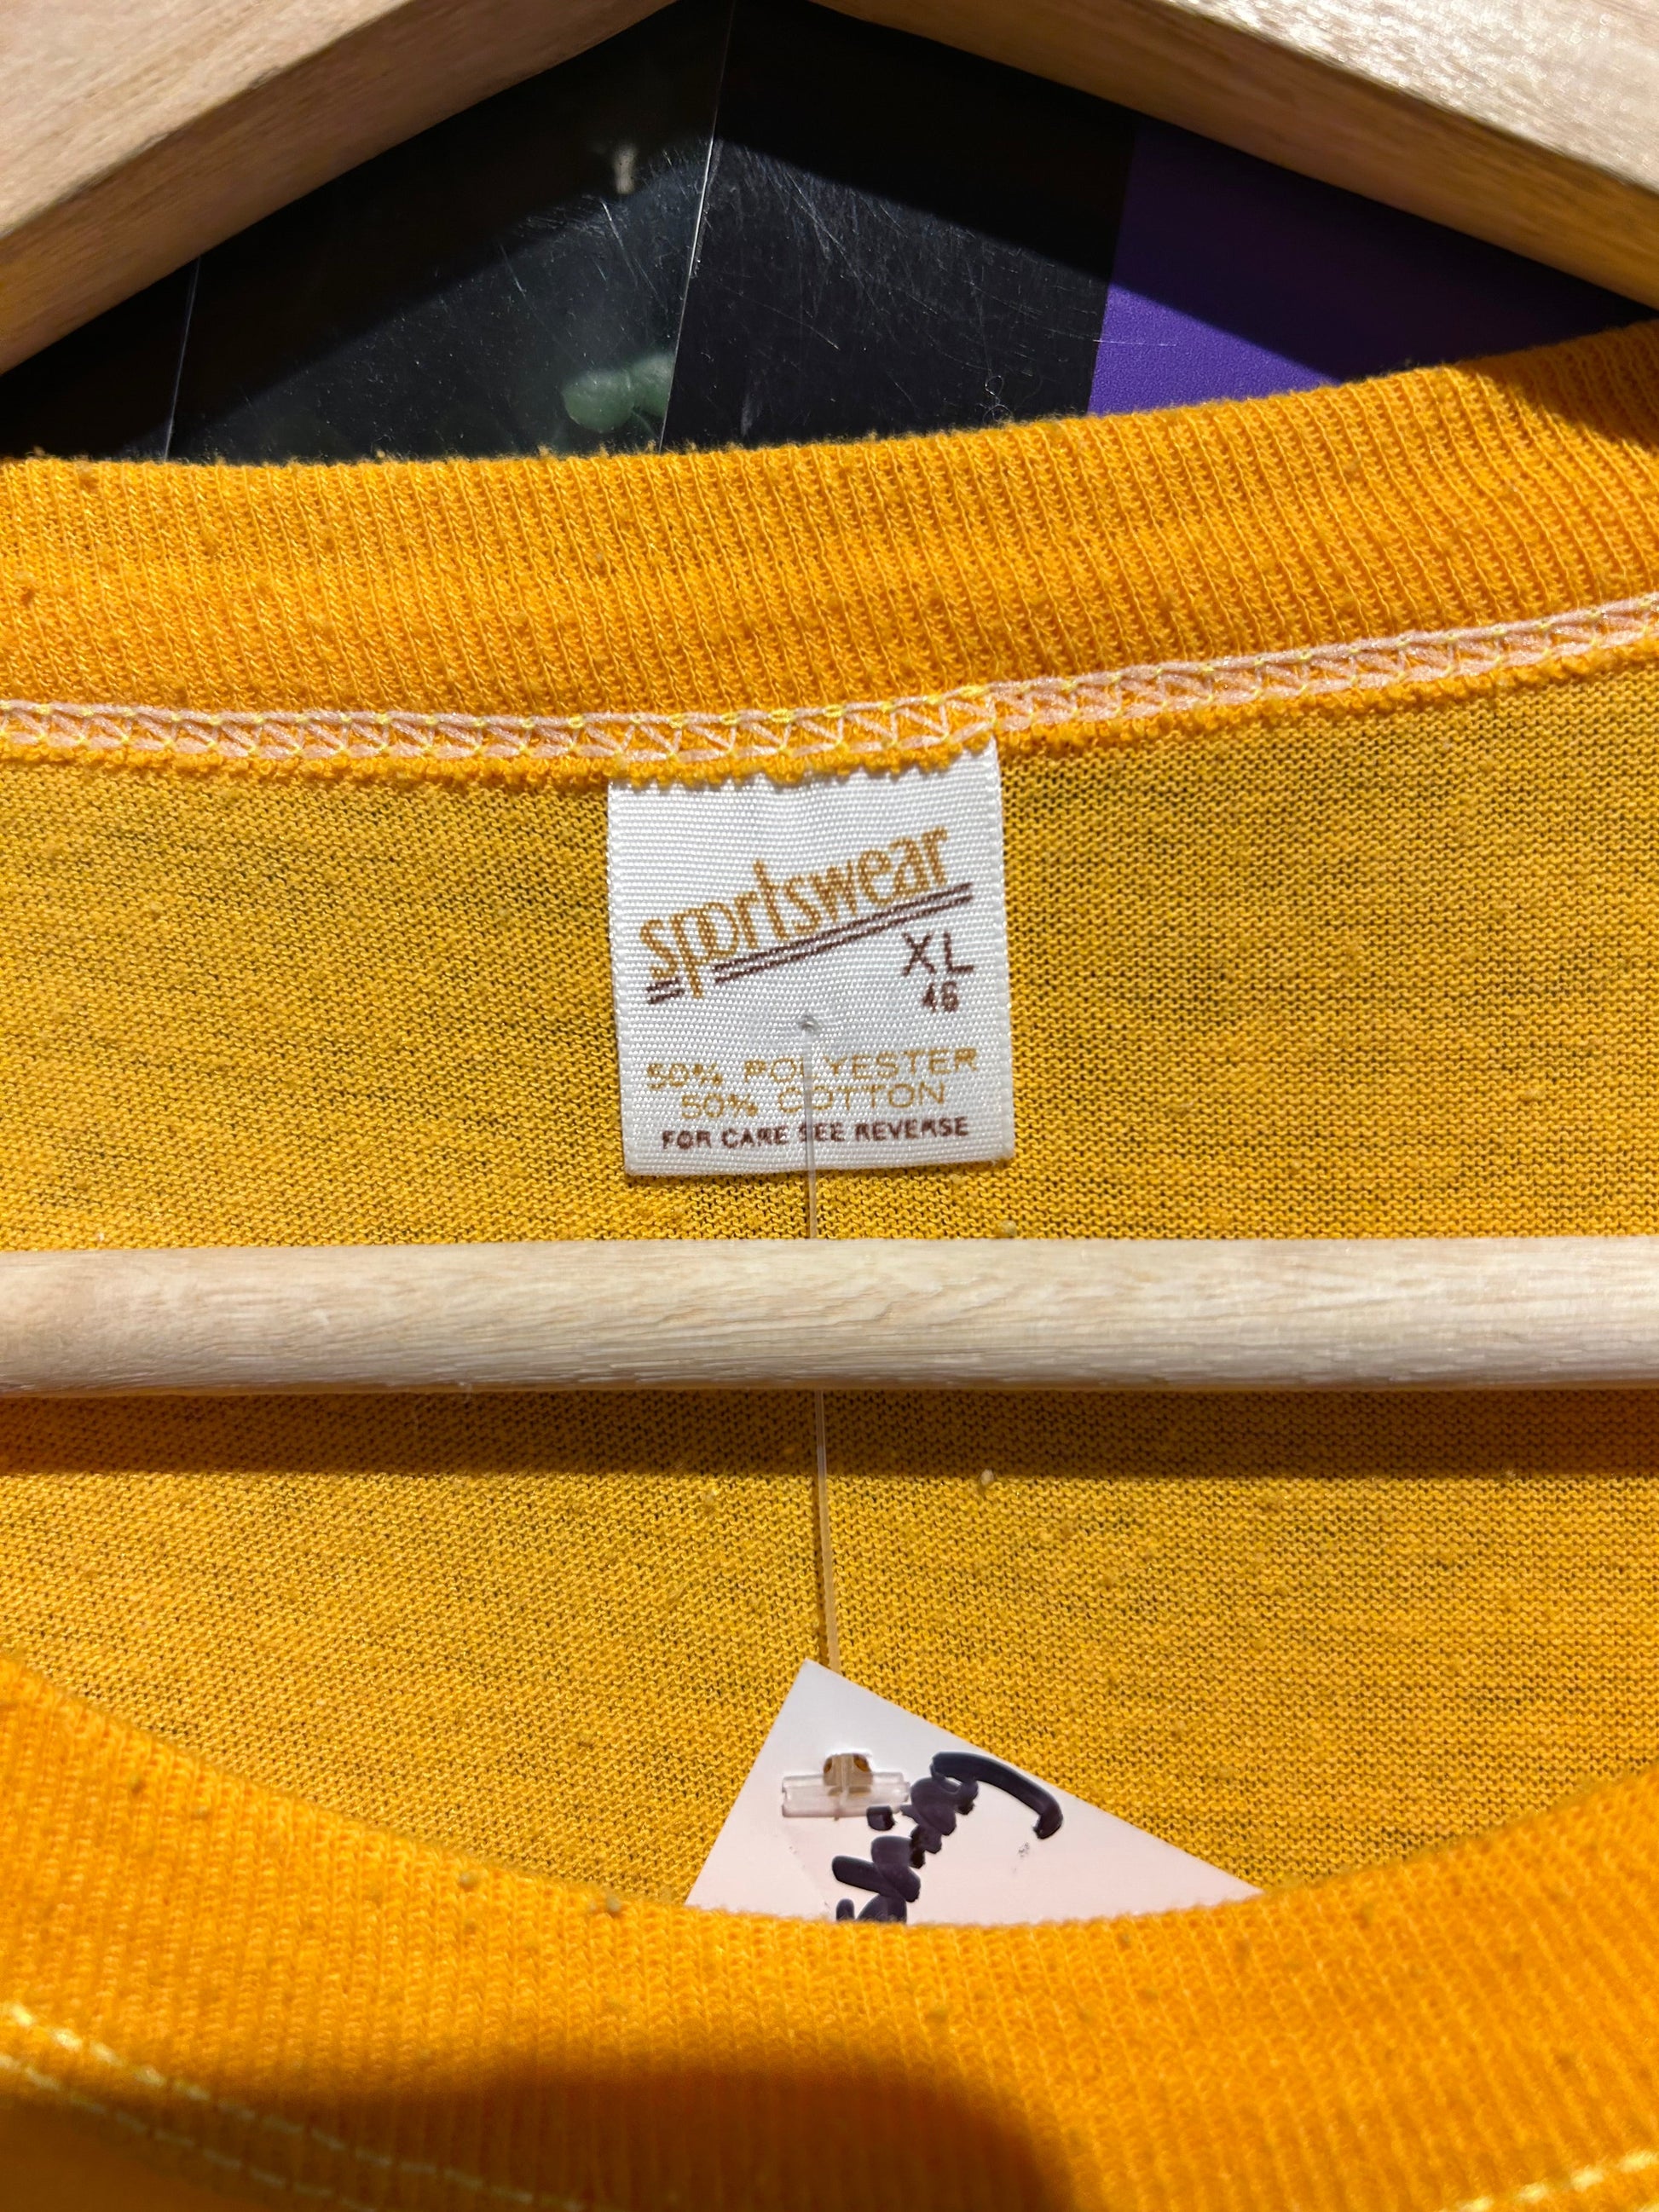 sportswear
XL
46
50% POLYESTER
50% COTTON
FOR CARE SEE REVERSE